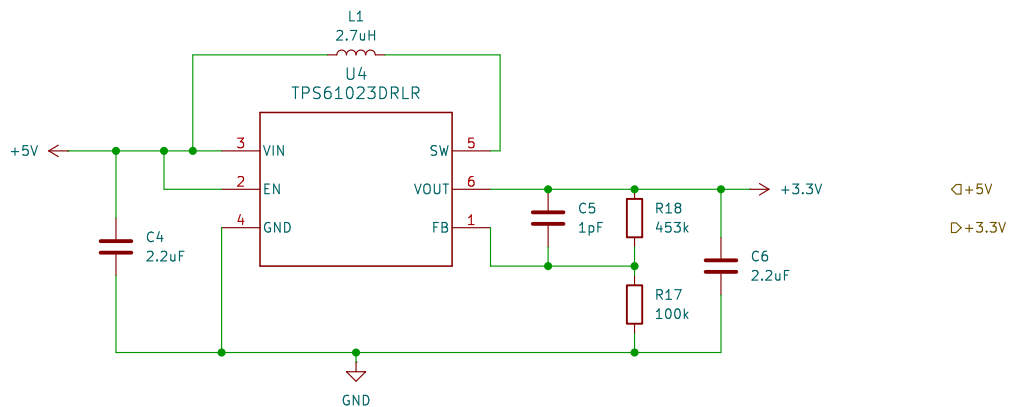 L1
2.7uH
U4
TPS61023DRLR
+5V
3
VIN
SW
5
2
EN
VOUT
6
+3.3V
+5V
4
GND
FB
1
C5
1pF
R18
453k
+3.3V
C4
2.2uF
C6
2.2uF
R17
100k
GND